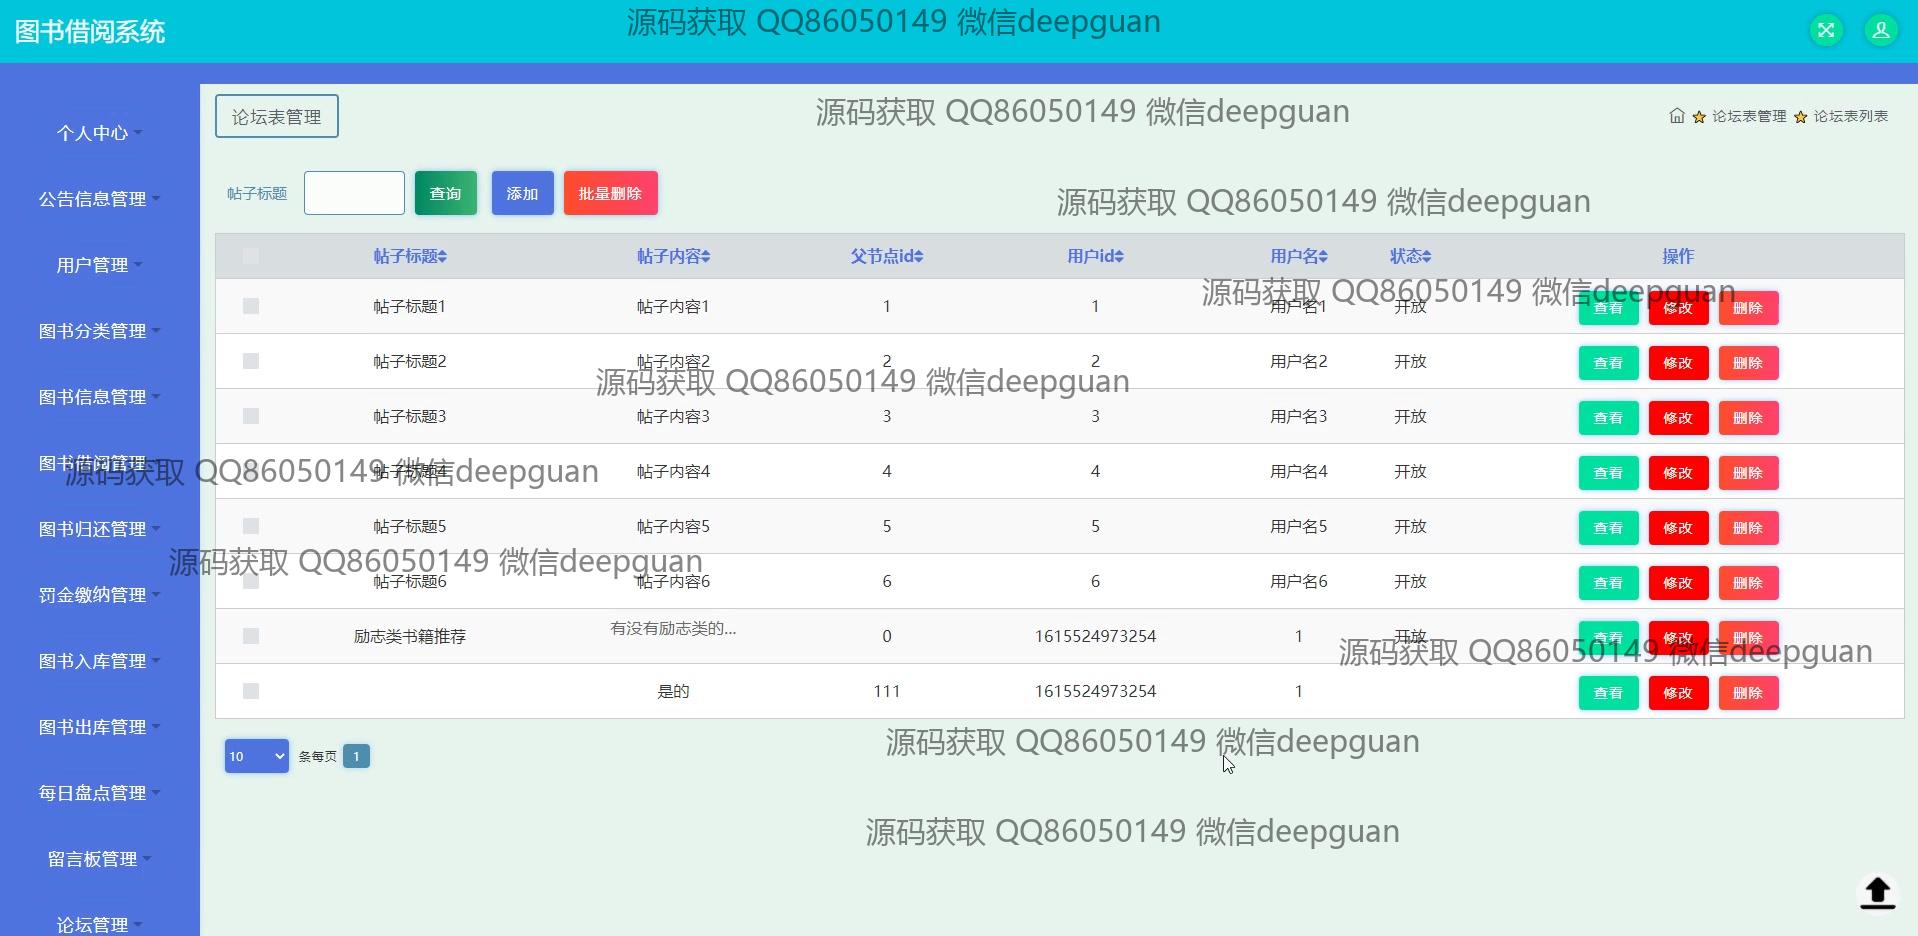 图书借阅系统
源码获取 QQ86050149 微信deepguan
论坛表管理
源码获取 QQ86050149 微信deepguan
论坛表管理 论坛表列表
个人中心
公告信息管理
用户管理
图书分类管理
图书信息管理
图书借阅管理
图书归还管理
罚金缴纳管理
图书入库管理
图书出库管理
每日盘点管理
留言板管理
论坛管理
帖子标题 查询 添加 批量删除
源码获取 QQ86050149 微信deepguan
帖子标题 帖子内容 父节点id 用户id 用户名 状态 操作
源码获取 QQ86050149 微信deepguan
帖子标题1 帖子内容1 1 1 用户名1 开放 查看 修改 删除
帖子标题2 帖子内容2 2 2 用户名2 开放 查看 修改 删除
源码获取 QQ86050149 微信deepguan
帖子标题3 帖子内容3 3 3 用户名3 开放 查看 修改 删除
帖子标题4 帖子内容4 4 4 用户名4 开放 查看 修改 删除
源码获取 QQ86050149 微信deepguan
帖子标题5 帖子内容5 5 5 用户名5 开放 查看 修改 删除
源码获取 QQ86050149 微信deepguan
帖子标题6 帖子内容6 6 6 用户名6 开放 查看 修改 删除
励志类书籍推荐 有没有励志类的... 0 1615524973254 1 开放 查看 修改 删除
源码获取 QQ86050149 微信deepguan
是的 111 1615524973254 1 查看 修改 删除
源码获取 QQ86050149 微信deepguan
10 条每页 1
源码获取 QQ86050149 微信deepguan